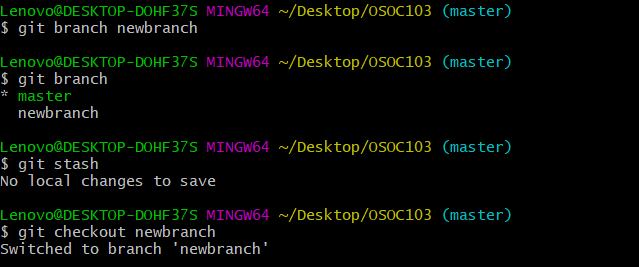 Lenovo@DESKTOP-DOHF37S MINGW64 ~/Desktop/OSOC103 (master)
$ git branch newbranch
Lenovo@DESKTOP-DOHF37S MINGW64 ~/Desktop/OSOC103 (master)
$ git branch
* master
  newbranch
Lenovo@DESKTOP-DOHF37S MINGW64 ~/Desktop/OSOC103 (master)
$ git stash
No local changes to save
Lenovo@DESKTOP-DOHF37S MINGW64 ~/Desktop/OSOC103 (master)
$ git checkout newbranch
Switched to branch 'newbranch'